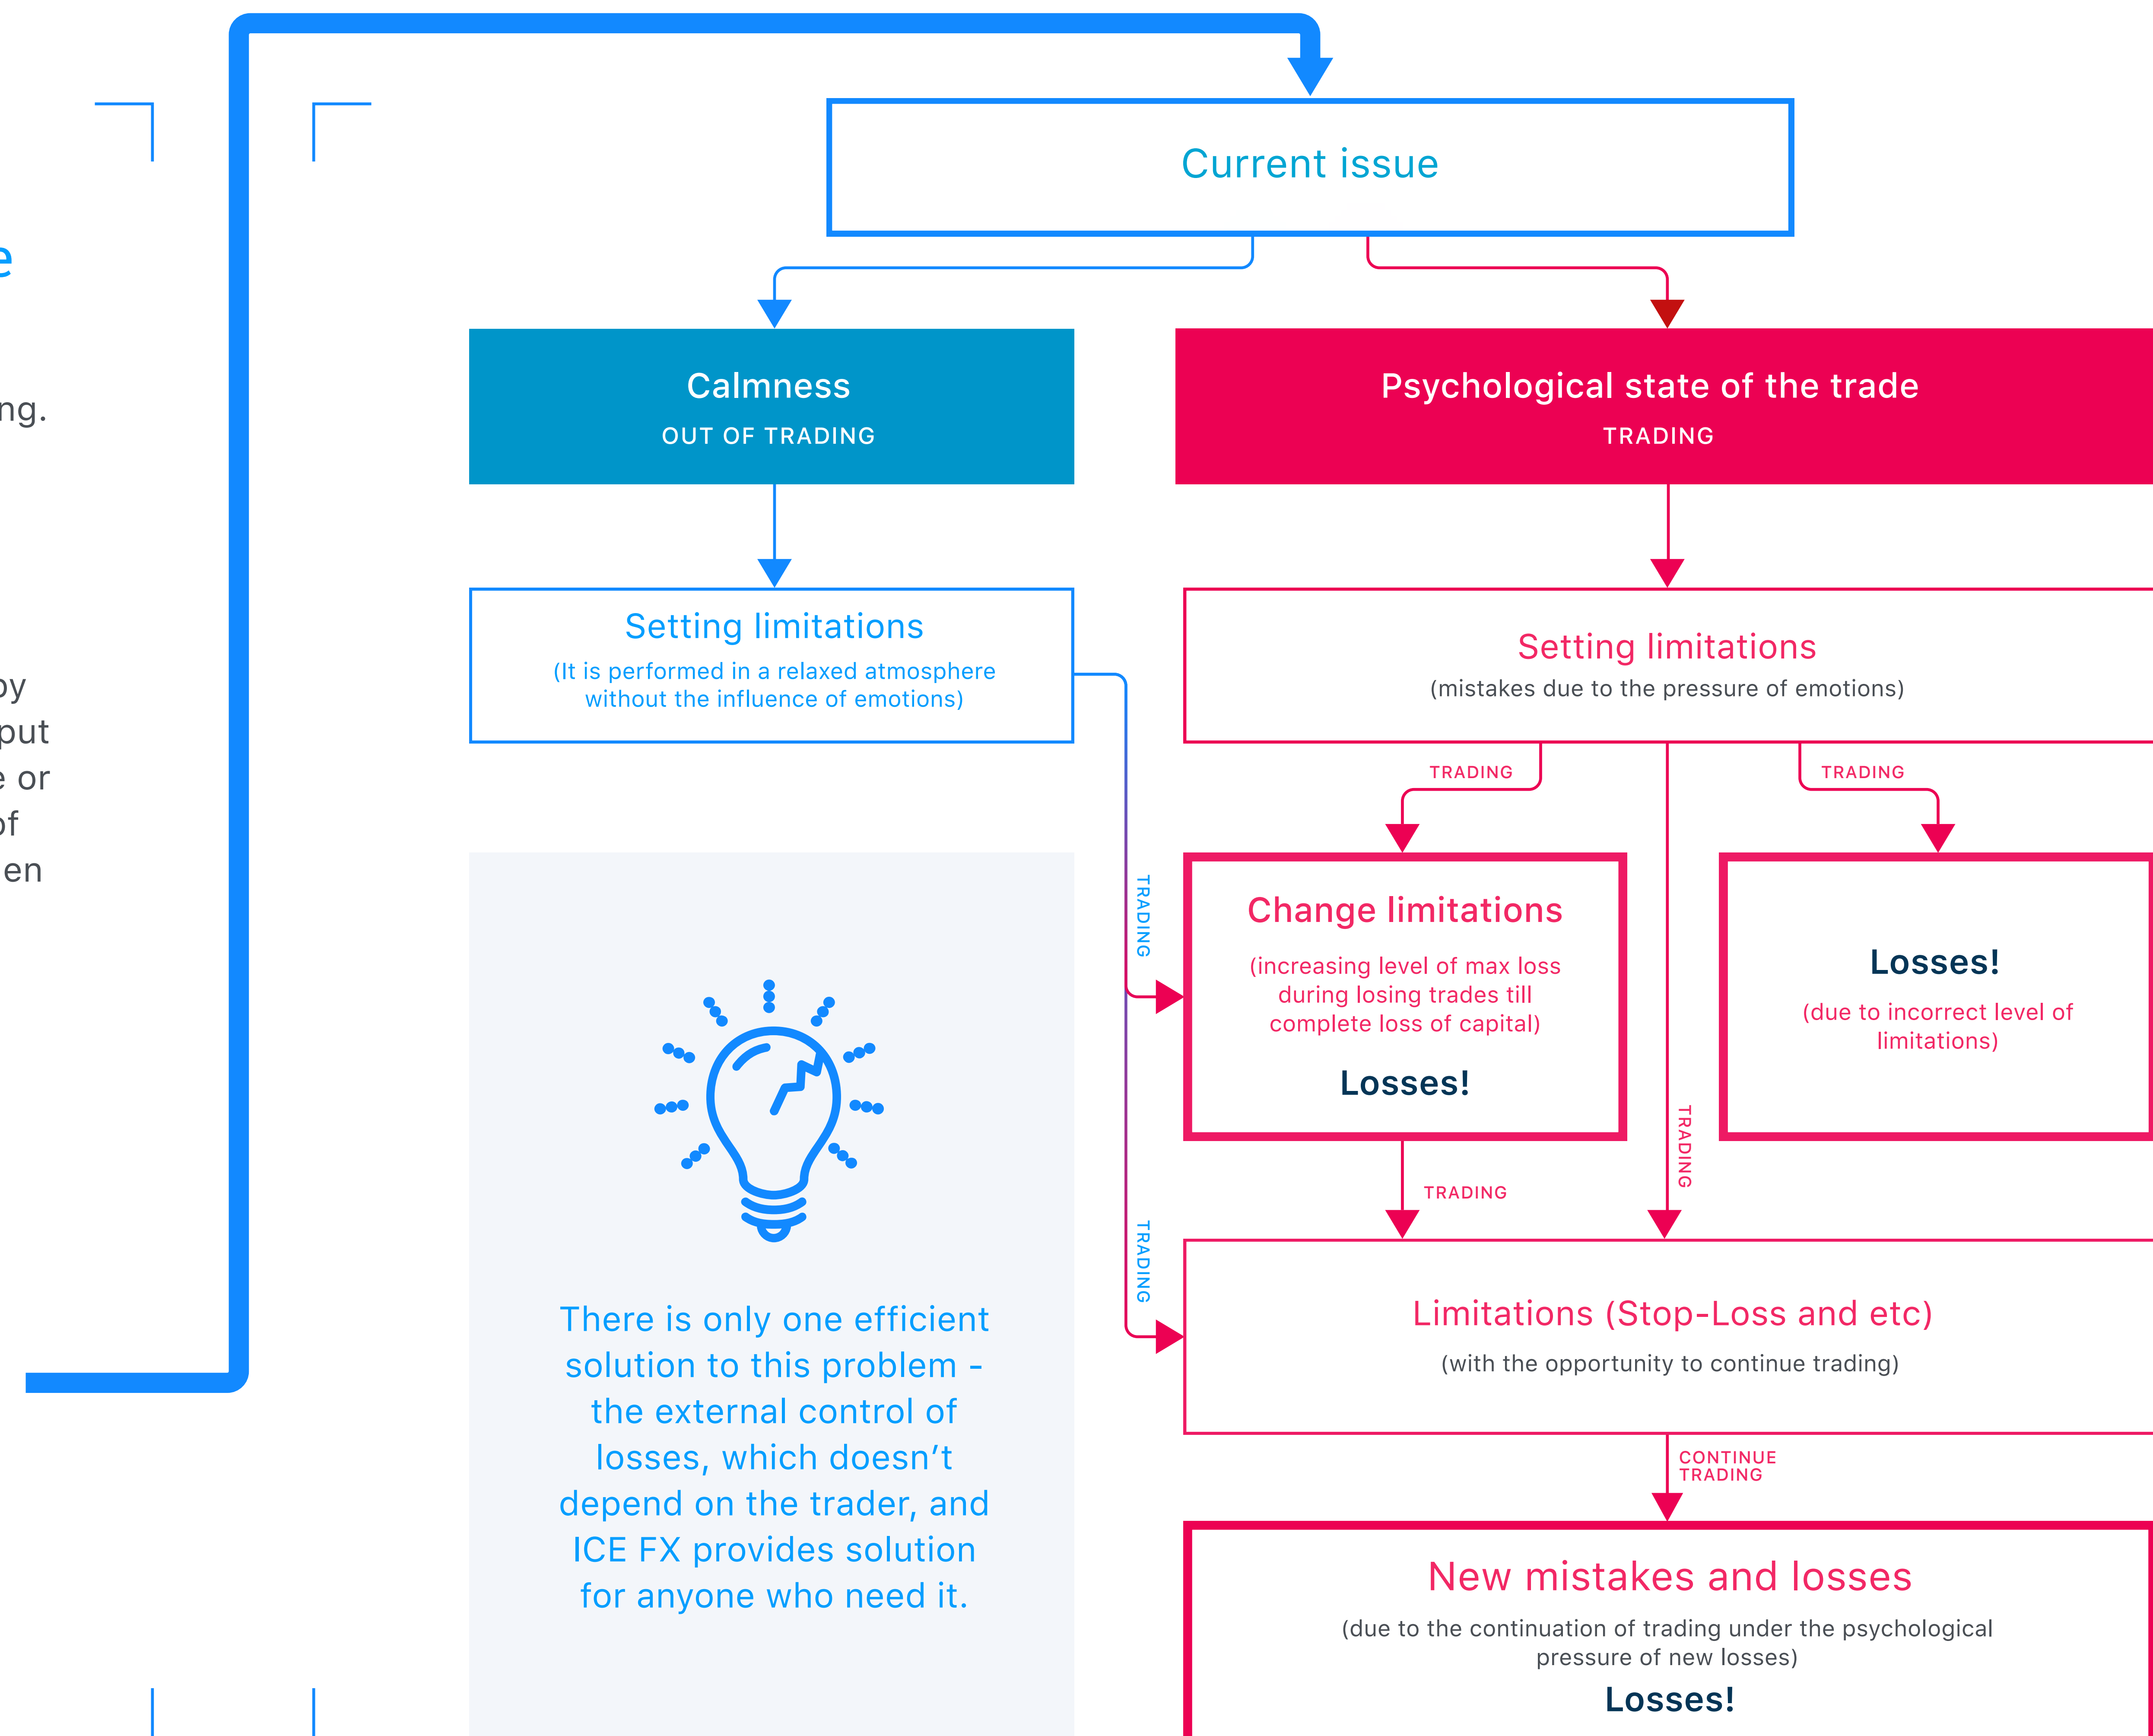 e
ng.
by
put
e or
of
en
Current issue
Calmness
OUT OF TRADING
Psychological state of the trade
TRADING
Setting limitations
(It is performed in a relaxed atmosphere
without the influence of emotions)
Setting limitations
(mistakes due to the pressure of emotions)
TRADING
TRADING
TRADING
Change limitations
(increasing level of max loss
during losing trades till
complete loss of capital)
Losses!
Losses!
(due to incorrect level of
limitations)
TRADING
TRADING
TRADING
Limitations (Stop-Loss and etc)
(with the opportunity to continue trading)
There is only one efficient
solution to this problem -
the external control of
losses, which doesn’t
depend on the trader, and
ICE FX provides solution
for anyone who need it.
CONTINUE
TRADING
New mistakes and losses
(due to the continuation of trading under the psychological
pressure of new losses)
Losses!